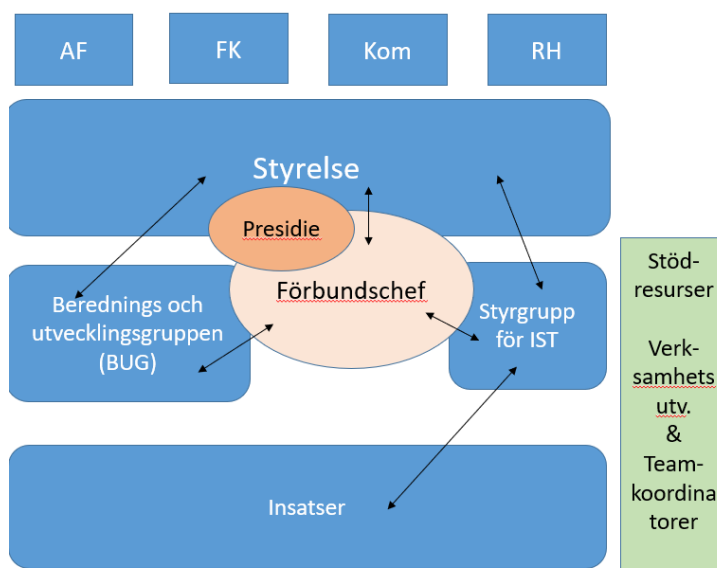 AF
FK
Kom
RH
Styrelse
Presidie
Förbundschef
Berednings och
utvecklingsgruppen
(BUG)
Styrgrupp
för IST
Insatser
Stöd-
resurser
Verk-
samhets
utv.
&
Team-
koordina
torer